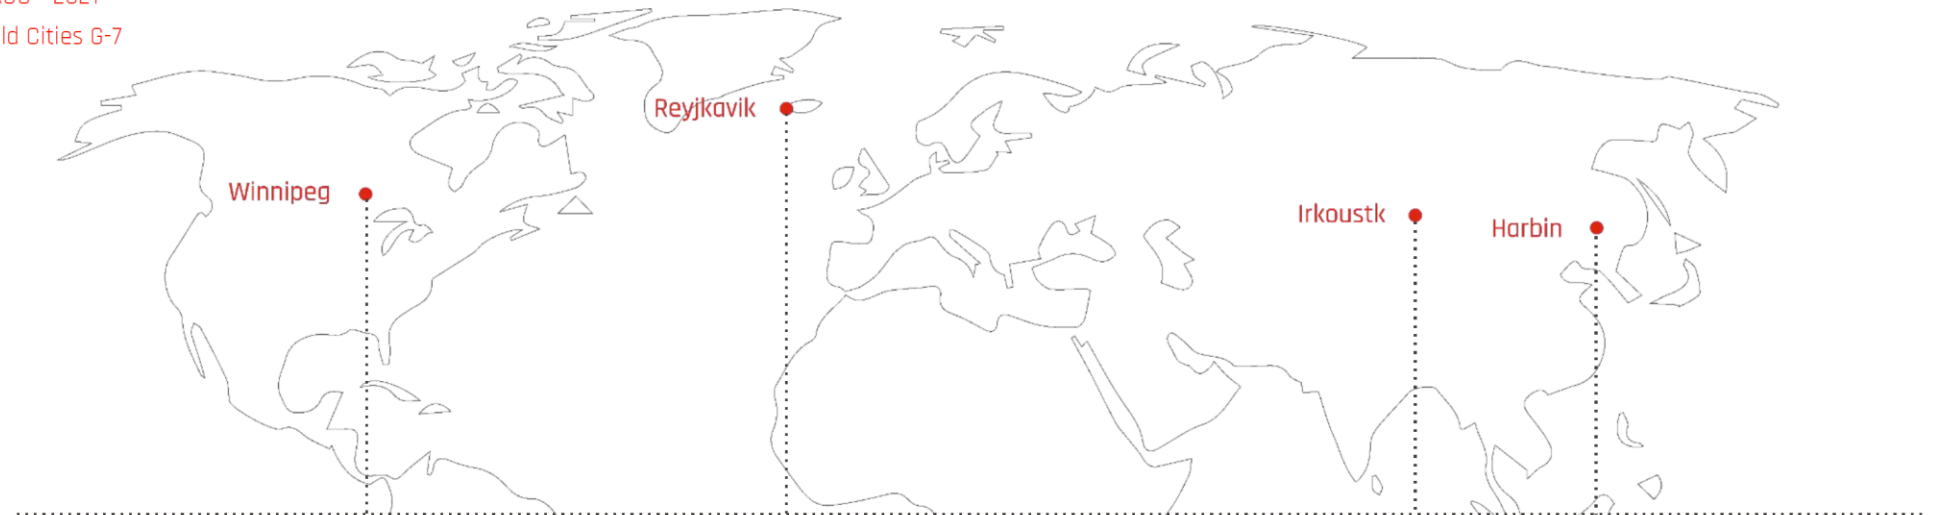 ld Cities G-7
Reyjkavik
Winnipeg
Irkoustk
Harbin